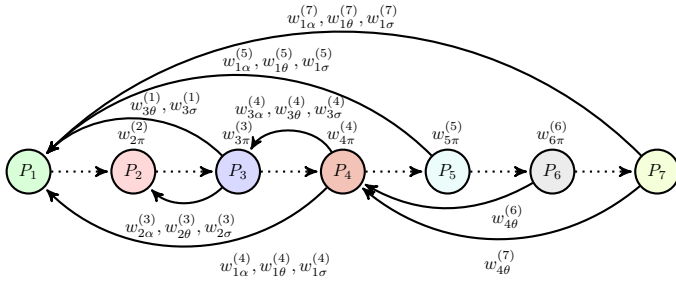 w_{1α}^{(7)}, w_{1θ}^{(7)}, w_{1σ}^{(7)}
w_{1α}^{(5)}, w_{1θ}^{(5)}, w_{1σ}^{(5)}
w_{3θ}^{(1)}, w_{3σ}^{(1)}
w_{3α}^{(4)}, w_{3θ}^{(4)}, w_{3σ}^{(4)}
w_{2π}^{(2)} w_{3π}^{(3)} w_{4π}^{(4)} w_{5π}^{(5)} w_{6π}^{(6)}
P_1 P_2 P_3 P_4 P_5 P_6 P_7
w_{2α}^{(3)}, w_{2θ}^{(3)}, w_{2σ}^{(3)}
w_{4θ}^{(6)}
w_{1α}^{(4)}, w_{1θ}^{(4)}, w_{1σ}^{(4)}
w_{4θ}^{(7)}